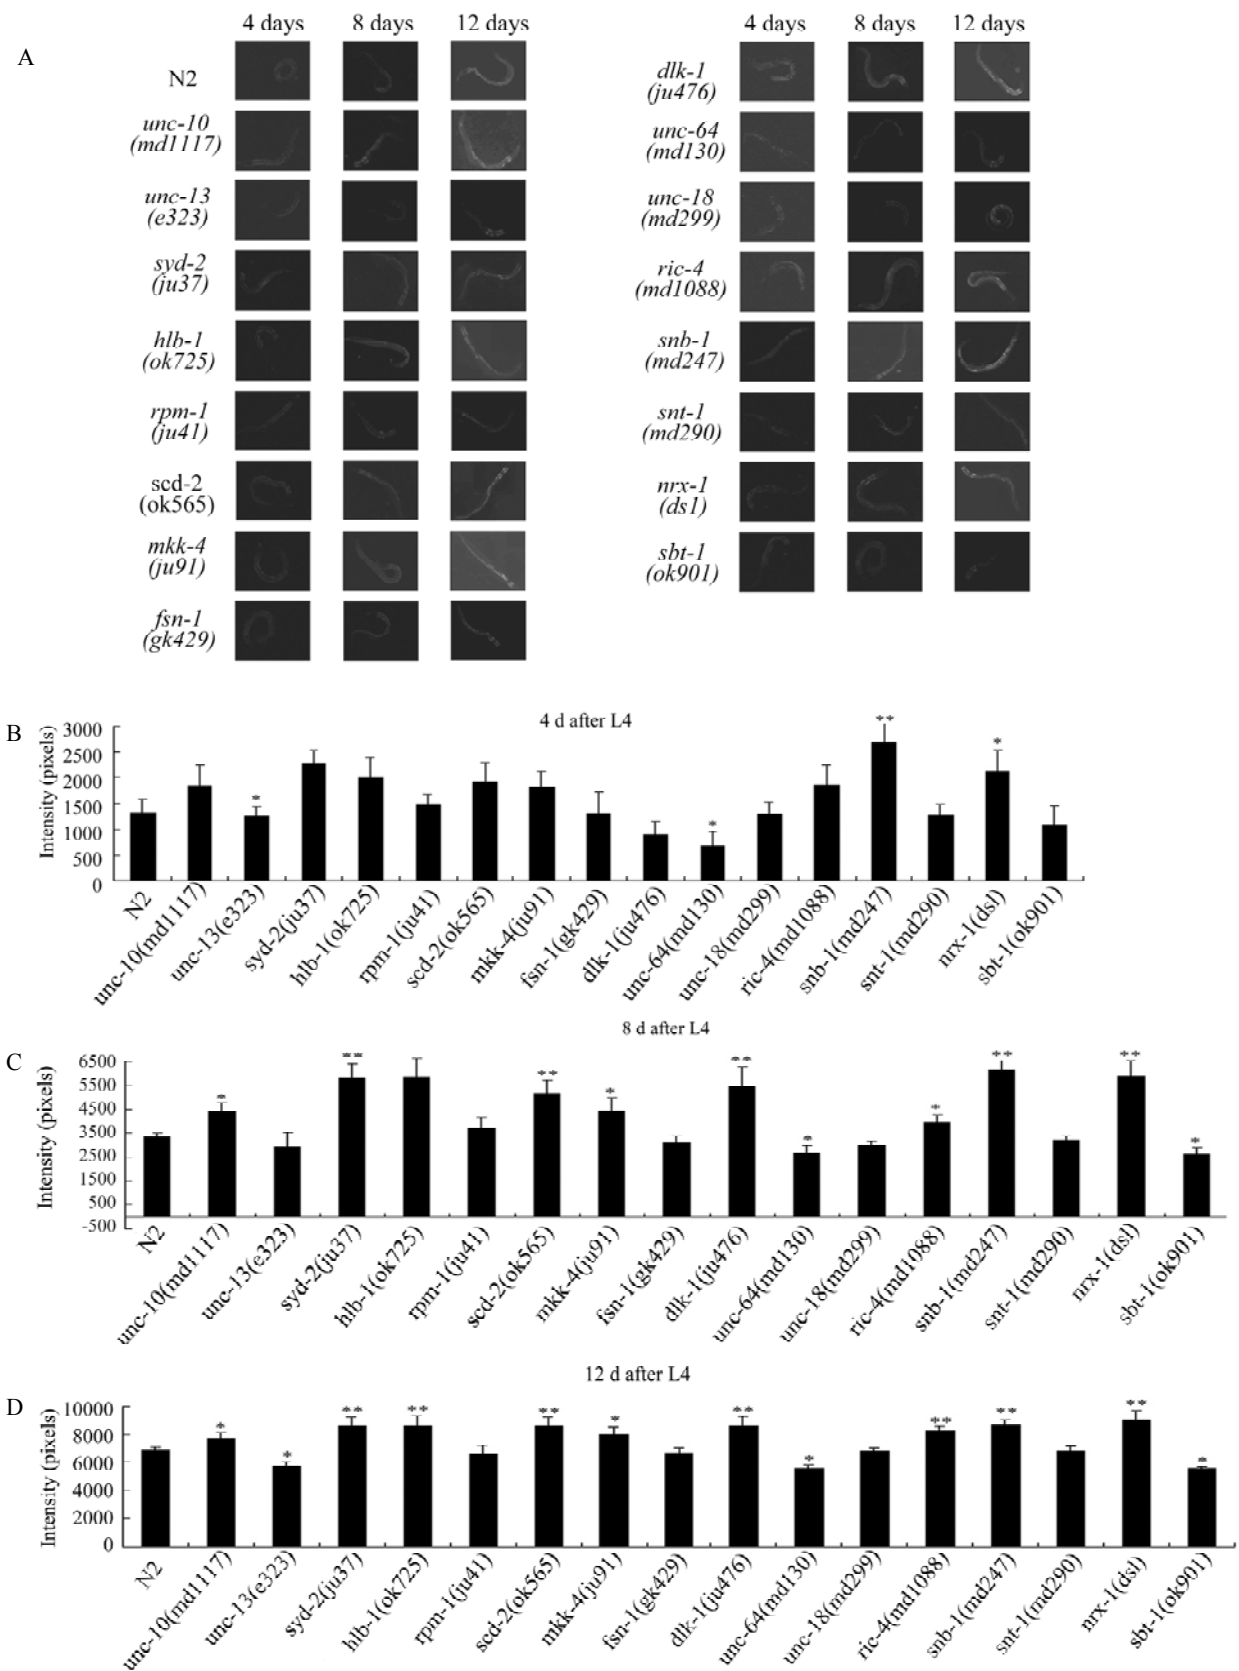 4 days 8 days 12 days 4 days 8 days 12 days
A
N2
unc-10
(md1117)
unc-13
(e323)
syd-2
(ju37)
hlb-1
(ok725)
rpm-1
(ju41)
scd-2
(ok565)
mkk-4
(ju91)
fsn-1
(gk429)
dlk-1
(ju476)
unc-64
(md130)
unc-18
(md299)
ric-4
(md1088)
snb-1
(md247)
snt-1
(md290)
nrx-1
(ds1)
sbt-1
(ok901)
B
4 d after L4
Intensity (pixels)
3000
2500
2000
1500
1000
500
0
* * ** *
N2 unc-10(md1117) unc-13(e323) syd-2(ju37) hlb-1(ok725) rpm-1(ju41) scd-2(ok565) mkk-4(ju91) fsn-1(gk429) dlk-1(ju476) unc-64(md130) unc-18(md299) ric-4(md1088) snb-1(md247) snt-1(md290) nrx-1(dsl) sbt-1(ok901)
C
8 d after L4
Intensity (pixels)
6500
5500
4500
3500
2500
1500
500
-500
* ** ** * ** * * ** ** *
N2 unc-10(md1117) unc-13(e323) syd-2(ju37) hlb-1(ok725) rpm-1(ju41) scd-2(ok565) mkk-4(ju91) fsn-1(gk429) dlk-1(ju476) unc-64(md130) unc-18(md299) ric-4(md1088) snb-1(md247) snt-1(md290) nrx-1(dsl) sbt-1(ok901)
D
12 d after L4
Intensity (pixels)
10000
8000
6000
4000
2000
0
* * ** ** ** * ** * ** ** ** *
N2 unc-10(md1117) unc-13(e323) syd-2(ju37) hlb-1(ok725) rpm-1(ju41) scd-2(ok565) mkk-4(ju91) fsn-1(gk429) dlk-1(ju476) unc-64(md130) unc-18(md299) ric-4(md1088) snb-1(md247) snt-1(md290) nrx-1(dsl) sbt-1(ok901)